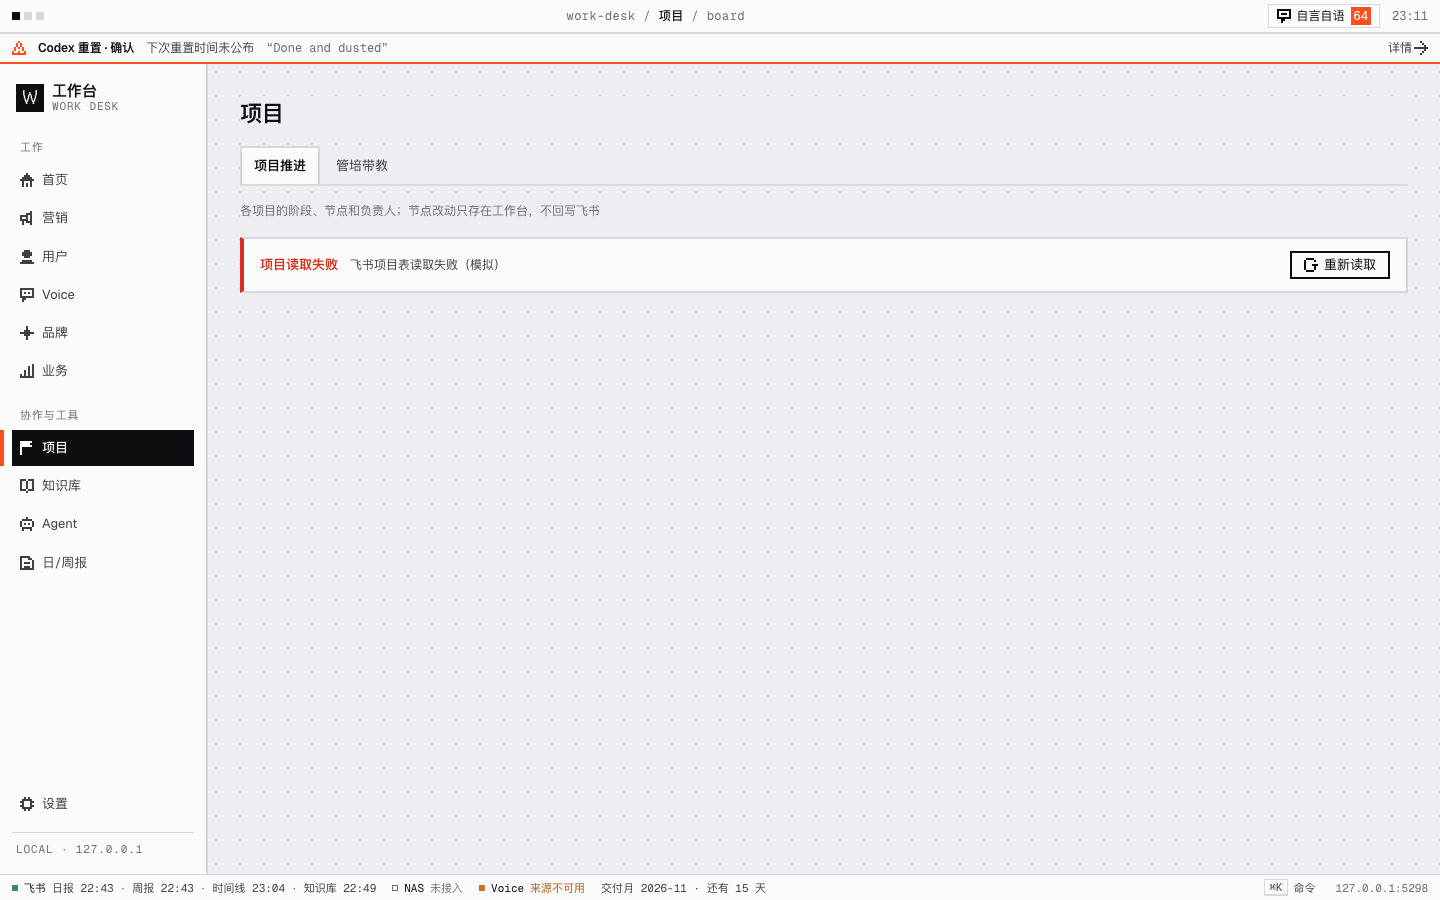 work-desk / 项目 / board
自言自语 64
23:11
Codex 重置·确认 下次重置时间未公布 “Done and dusted”
详情
W 工作台
WORK DESK
工作
首页
营销
用户
Voice
品牌
业务
协作与工具
项目
知识库
Agent
日/周报
设置
LOCAL · 127.0.0.1
项目
项目推进 管培带教
各项目的阶段、节点和负责人；节点改动只存在工作台，不回写飞书
项目读取失败 飞书项目表读取失败（模拟）
重新读取
飞书 日报 22:43 · 周报 22:43 · 时间线 23:04 · 知识库 22:49 NAS 未接入 Voice 来源不可用 交付月 2026-11 · 还有 15 天
⌘K 命令 127.0.0.1:5298